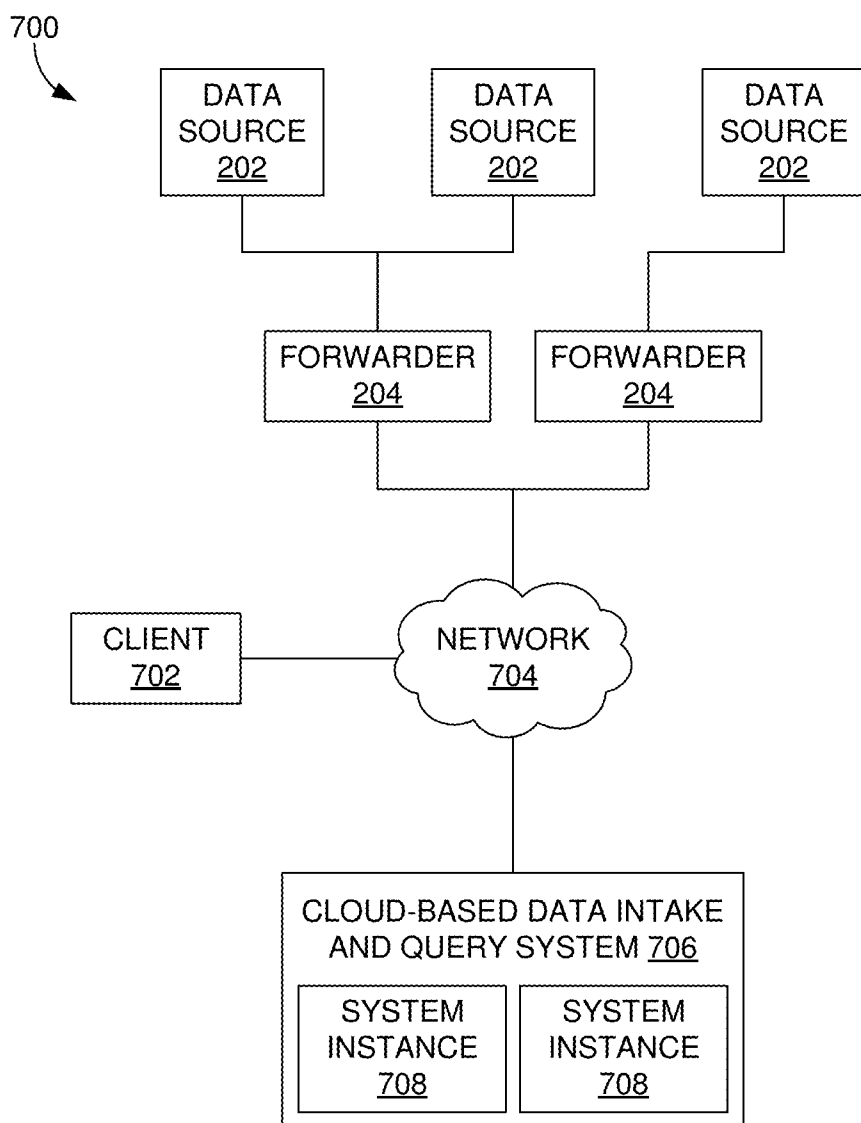 700
DATA
SOURCE
202
DATA
SOURCE
202
DATA
SOURCE
202
FORWARDER
204
FORWARDER
204
CLIENT
702
NETWORK
704
CLOUD-BASED DATA INTAKE
AND QUERY SYSTEM 706
SYSTEM
INSTANCE
708
SYSTEM
INSTANCE
708